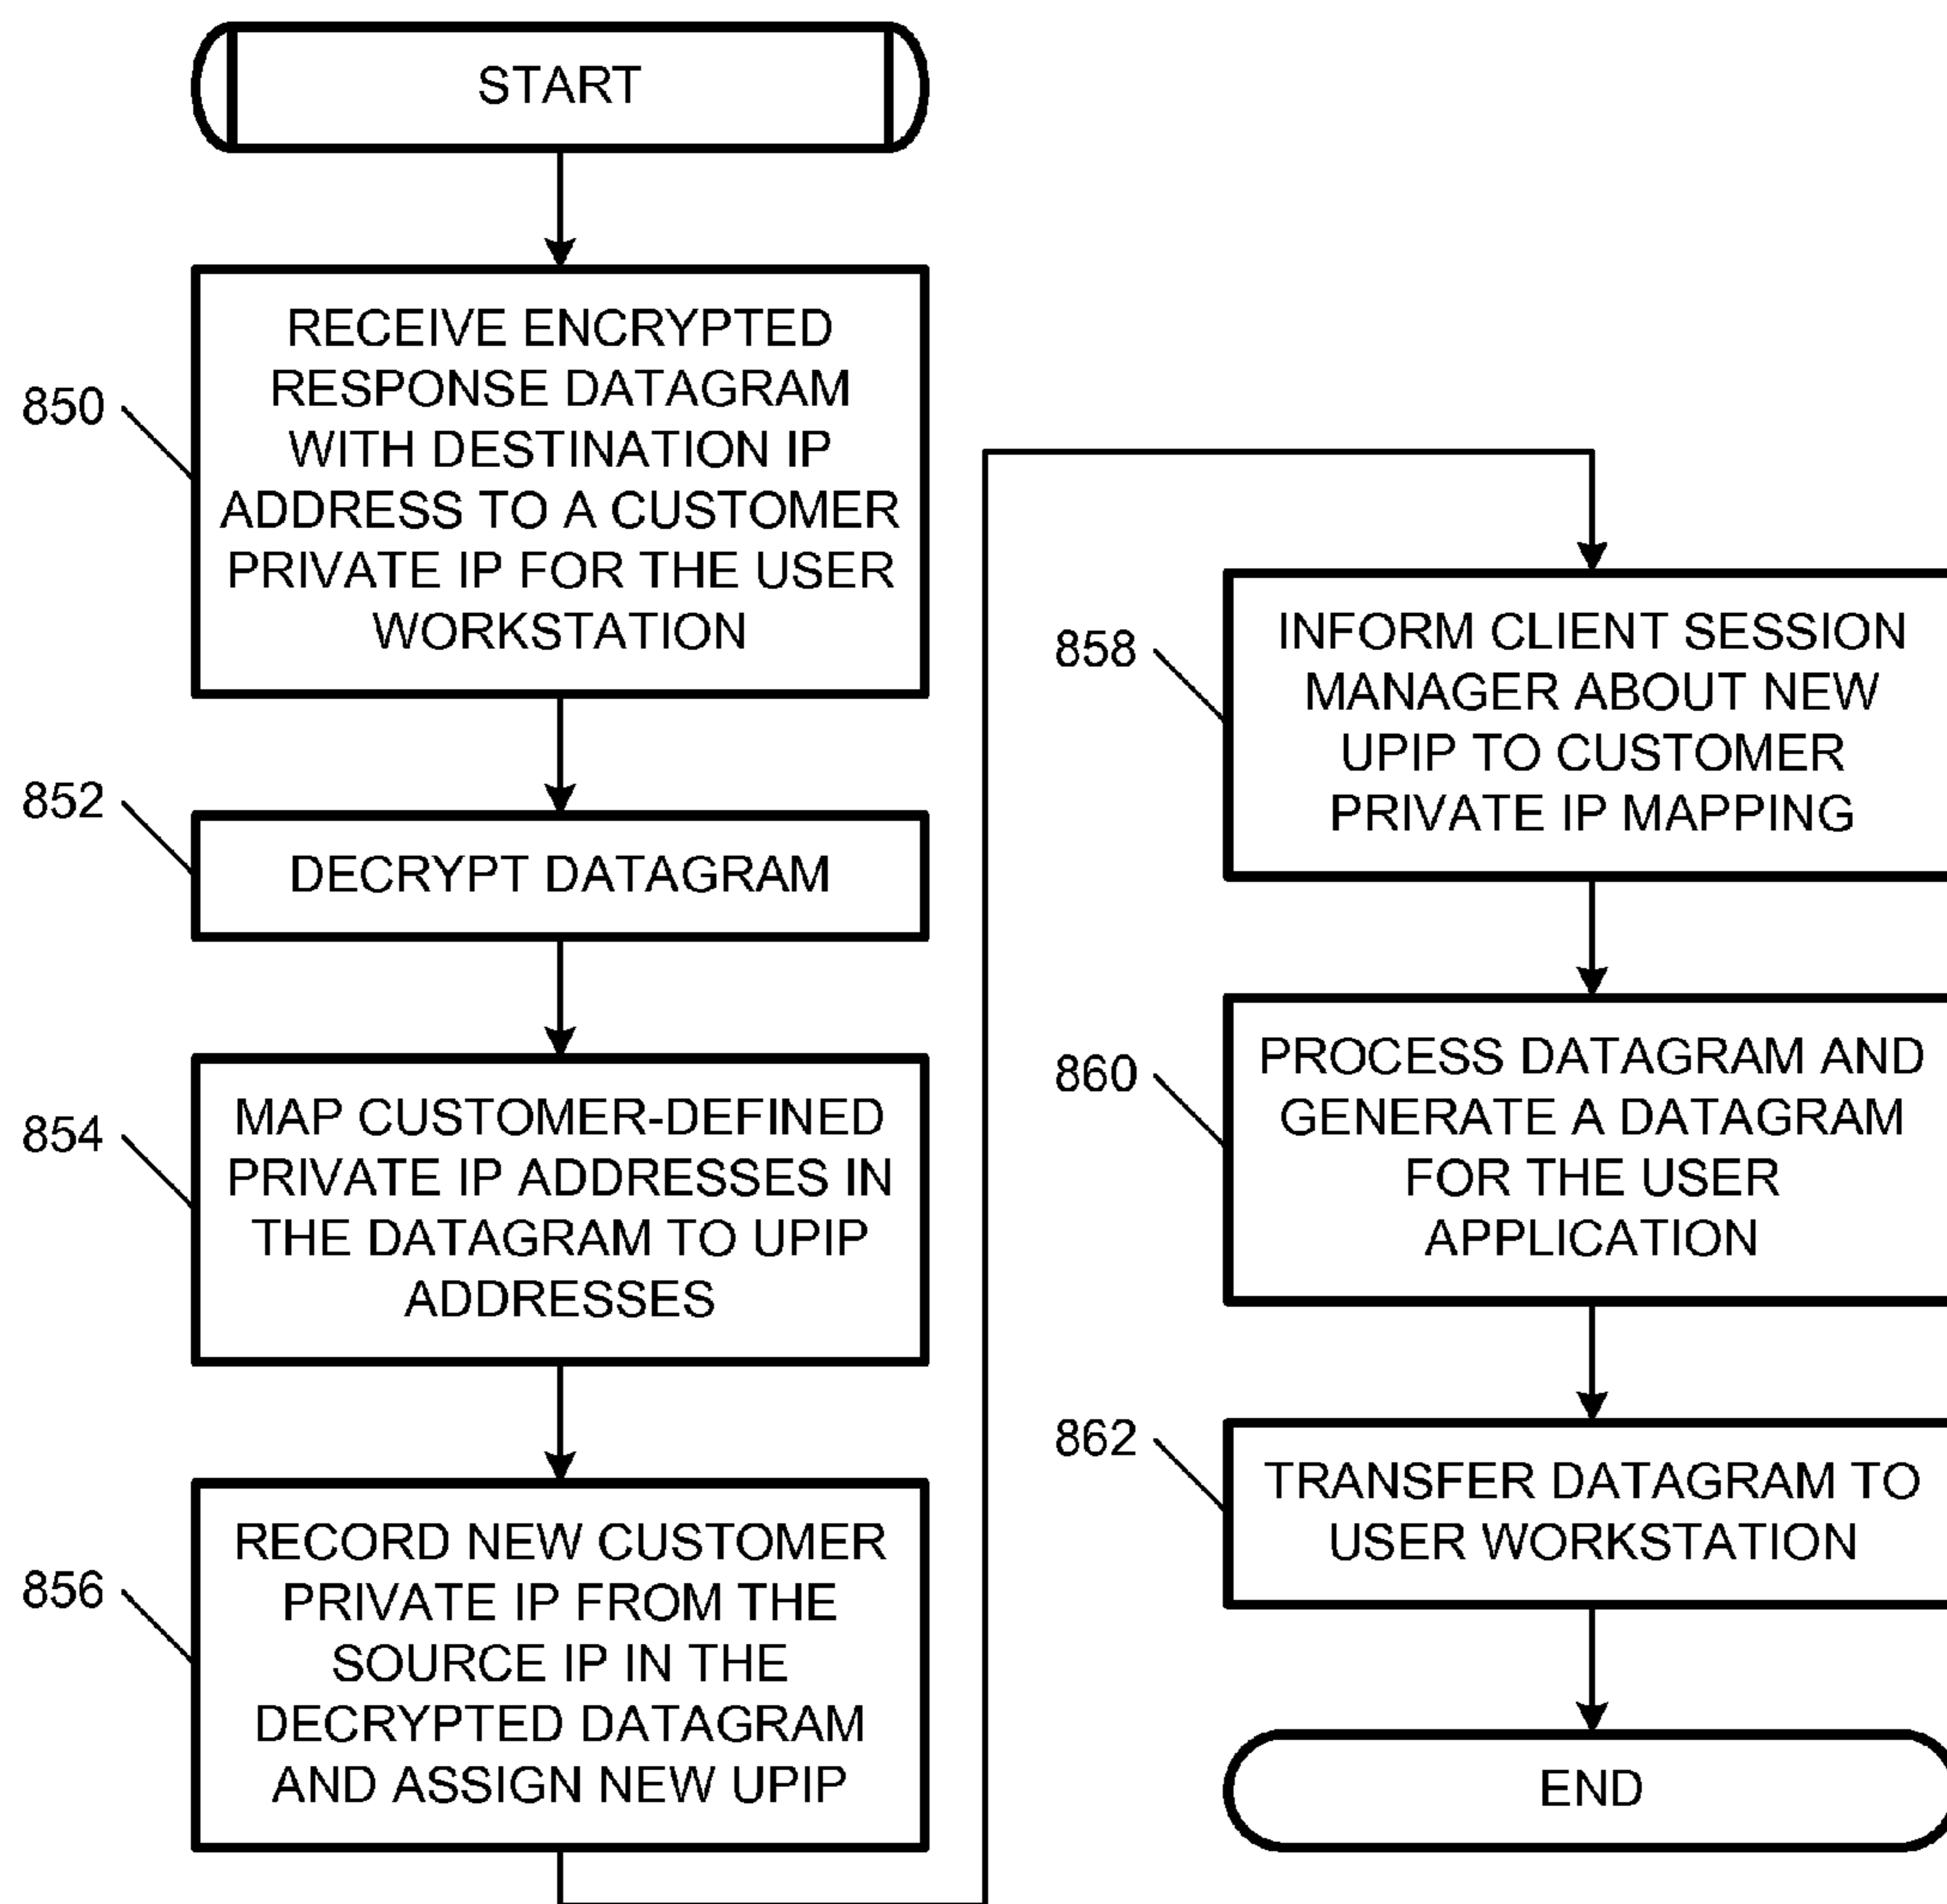 START
850
RECEIVE ENCRYPTED
RESPONSE DATAGRAM
WITH DESTINATION IP
ADDRESS TO A CUSTOMER
PRIVATE IP FOR THE USER
WORKSTATION
852
DECRYPT DATAGRAM
854
MAP CUSTOMER-DEFINED
PRIVATE IP ADDRESSES IN
THE DATAGRAM TO UPIP
ADDRESSES
856
RECORD NEW CUSTOMER
PRIVATE IP FROM THE
SOURCE IP IN THE
DECRYPTED DATAGRAM
AND ASSIGN NEW UPIP
858
INFORM CLIENT SESSION
MANAGER ABOUT NEW
UPIP TO CUSTOMER
PRIVATE IP MAPPING
860
PROCESS DATAGRAM AND
GENERATE A DATAGRAM
FOR THE USER
APPLICATION
862
TRANSFER DATAGRAM TO
USER WORKSTATION
END